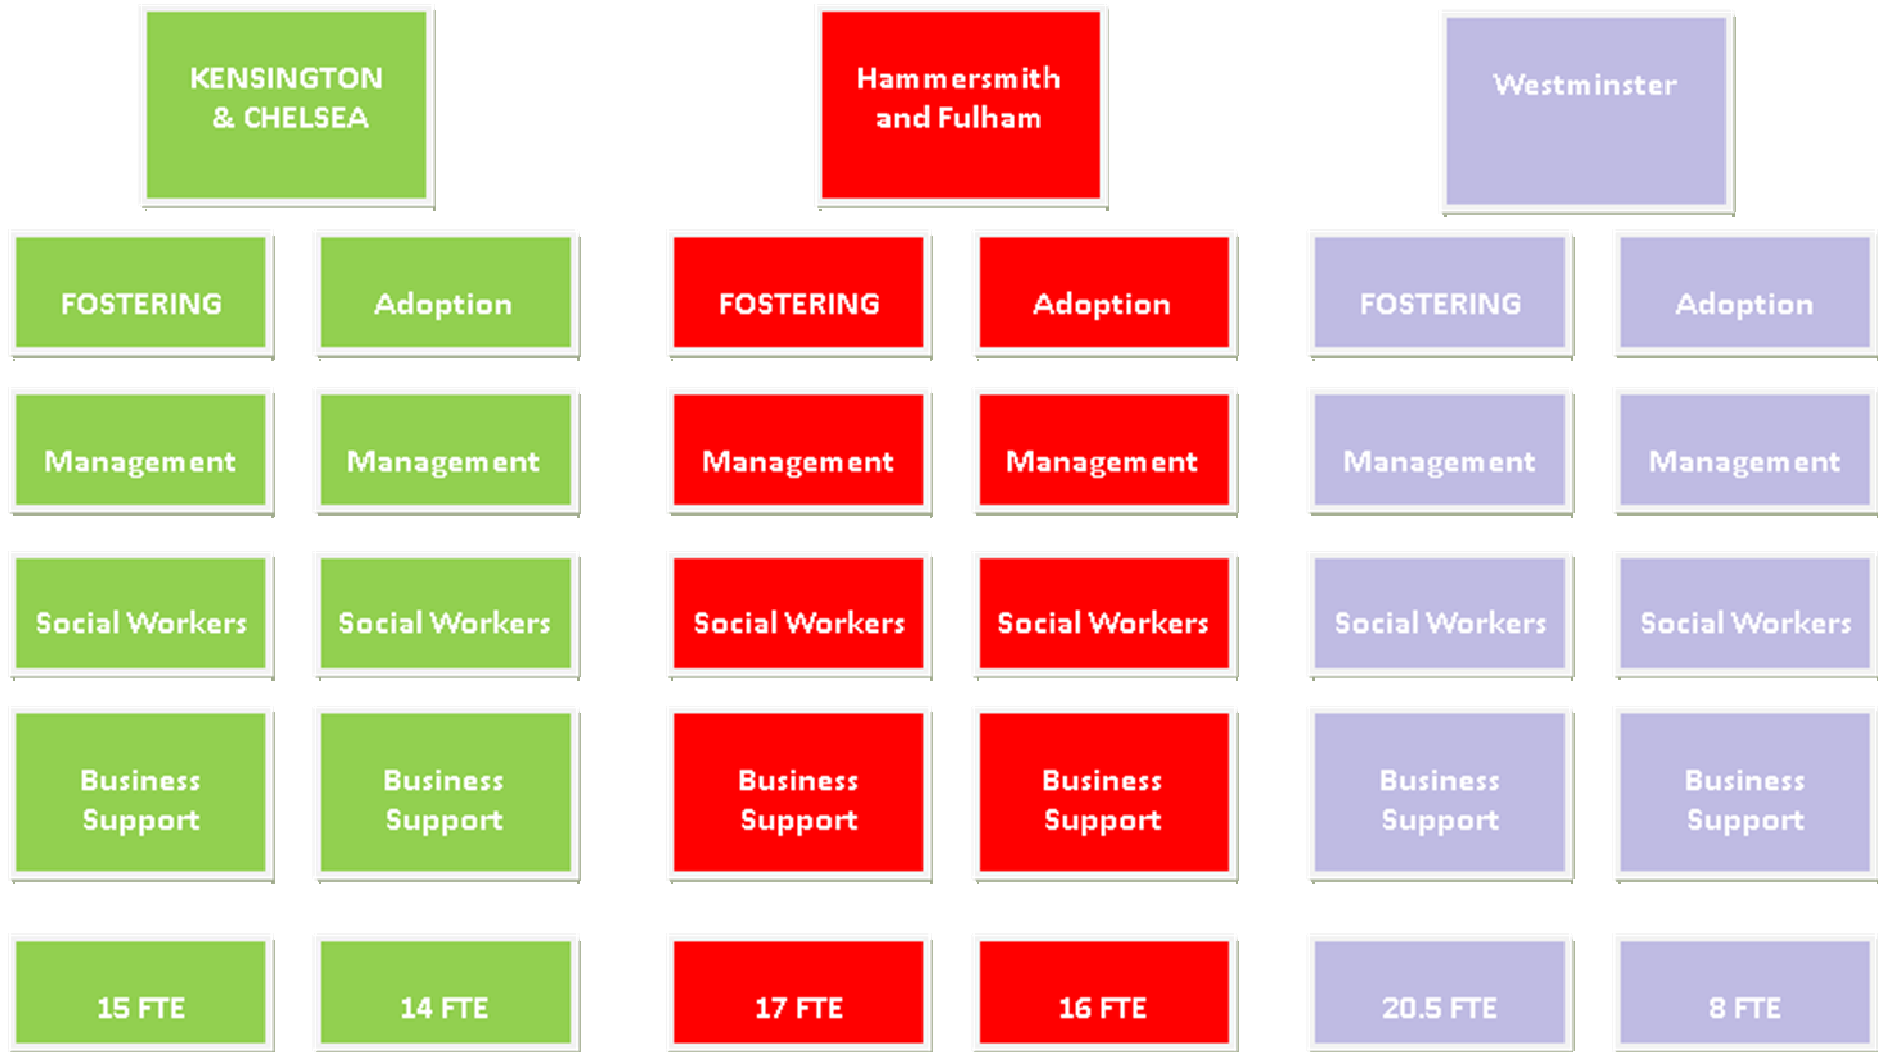 KENSINGTON
& CHELSEA
Hammersmith
and Fulham
Westminster
FOSTERING
Adoption
FOSTERING
Adoption
FOSTERING
Adoption
Management
Management
Management
Management
Management
Management
Social Workers
Social Workers
Social Workers
Social Workers
Social Workers
Social Workers
Business
Support
Business
Support
Business
Support
Business
Support
Business
Support
Business
Support
15 FTE
14 FTE
17 FTE
16 FTE
20.5 FTE
8 FTE